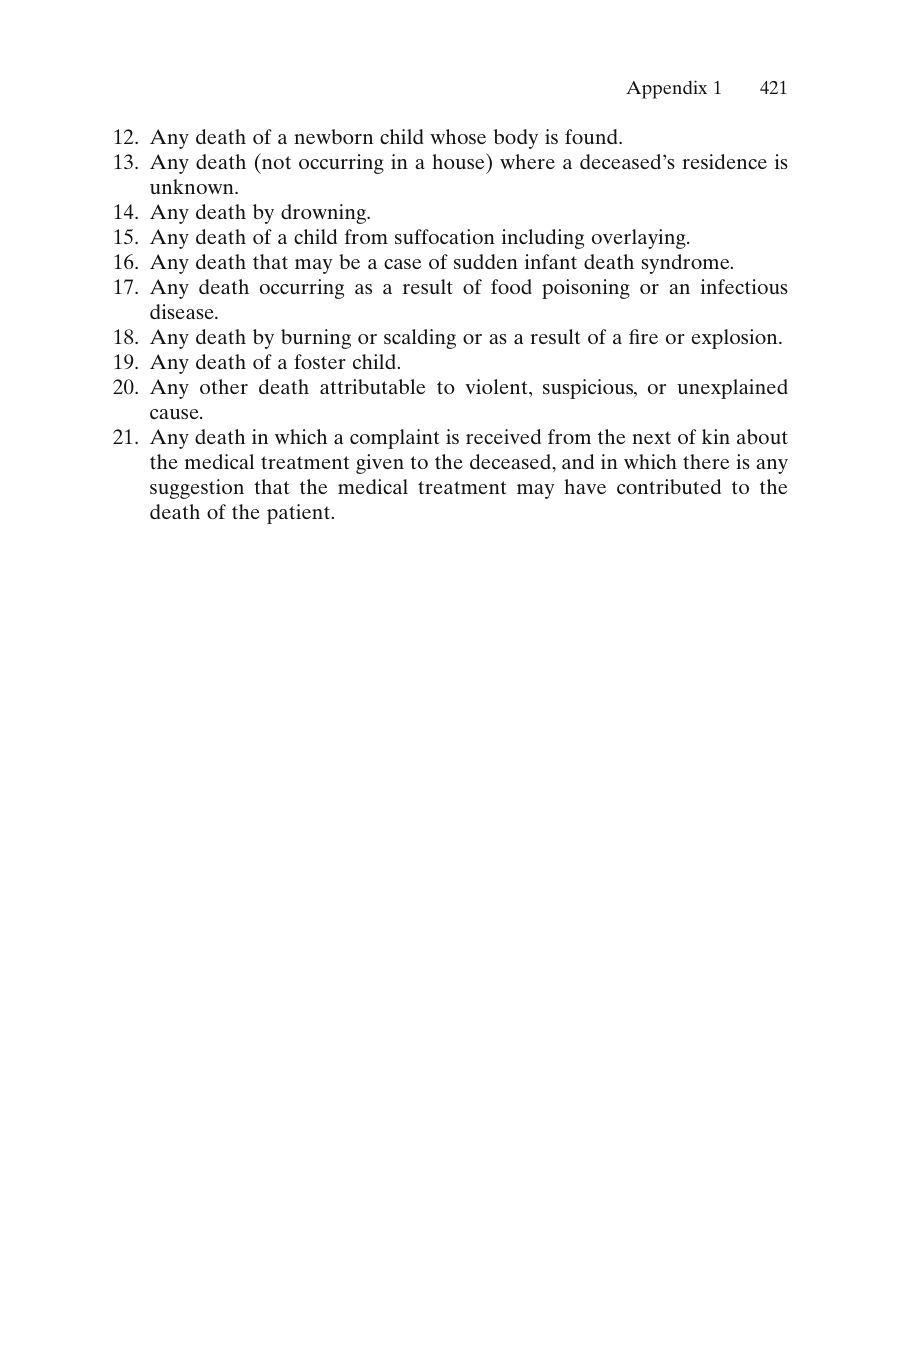 Appendix 1 421
12. Any death of a newborn child whose body is found.
13. Any death (not occurring in a house) where a deceased’s residence is
unknown.
14. Any death by drowning.
15. Any death of a child from suffocation including overlaying.
16. Any death that may be a case of sudden infant death syndrome.
17. Any death occurring as a result of food poisoning or an infectious
disease.
18. Any death by burning or scalding or as a result of a fire or explosion.
19. Any death of a foster child.
20. Any other death attributable to violent, suspicious, or unexplained
cause.
21. Any death in which a complaint is received from the next of kin about
the medical treatment given to the deceased, and in which there is any
suggestion that the medical treatment may have contributed to the
death of the patient.